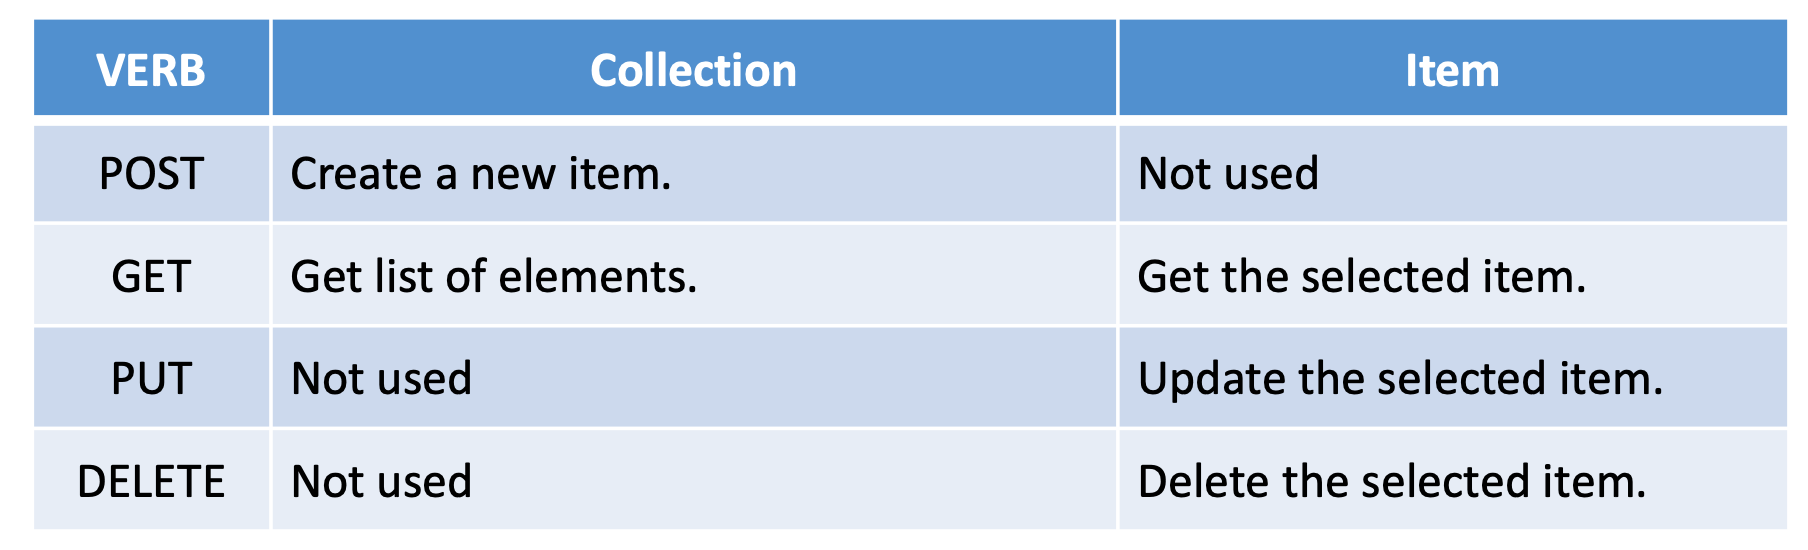 VERB Collection Item
POST Create a new item. Not used
GET Get list of elements. Get the selected item.
PUT Not used Update the selected item.
DELETE Not used Delete the selected item.